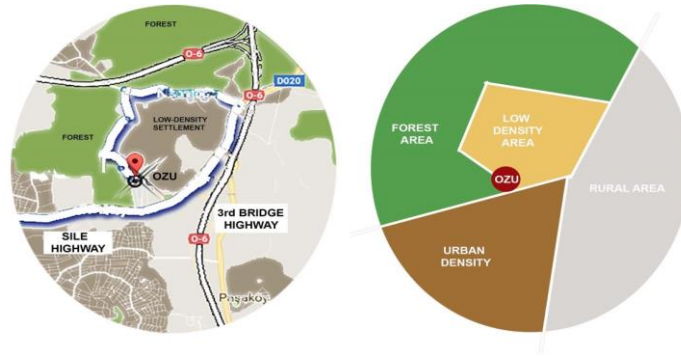 FOREST
O-6
D020
O-6
LOW-DENSITY
SETTLEMENT
FOREST
OZU
3rd BRIDGE
HIGHWAY
SILE
HIGHWAY
O-6
FOREST
AREA
LOW
DENSITY
AREA
OZU
RURAL AREA
URBAN
DENSITY